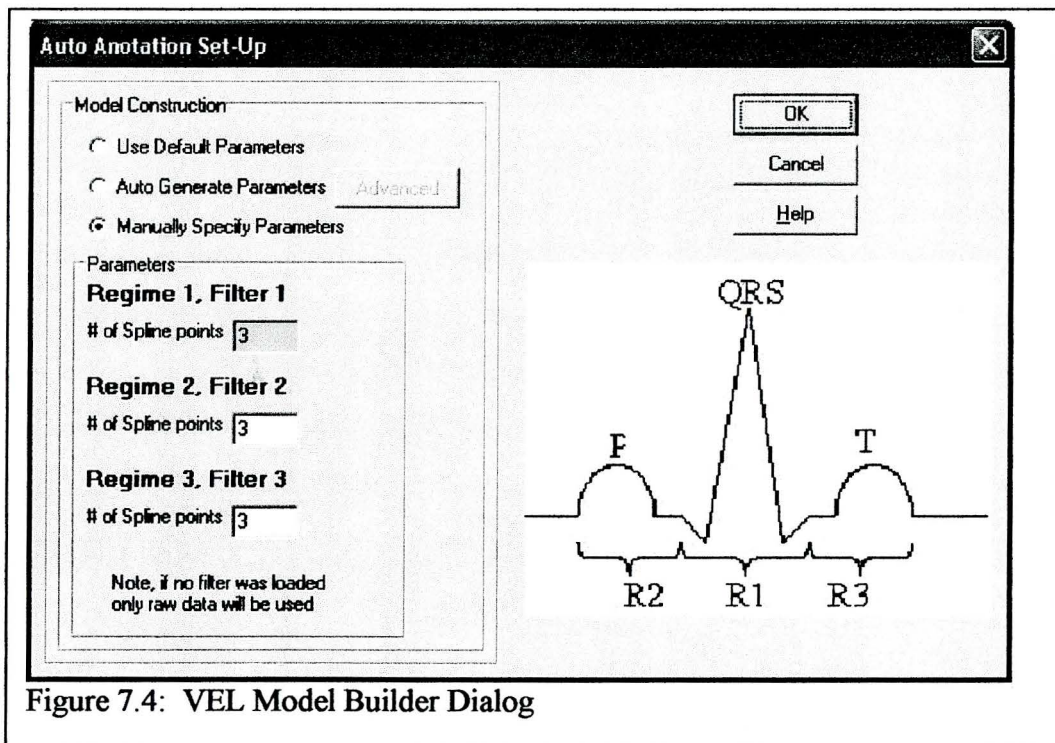 Auto Anotation Set-Up
Model Construction
Use Default Parameters
Auto Generate Parameters Advanced
Manually Specify Parameters
Parameters
Regime 1, Filter 1
# of Spline points 3
Regime 2, Filter 2
# of Spline points 3
Regime 3, Filter 3
# of Spline points 3
Note, if no filter was loaded
only raw data will be used
OK
Cancel
Help
QRS
P
T
R2 R1 R3
Figure 7.4: VEL Model Builder Dialog